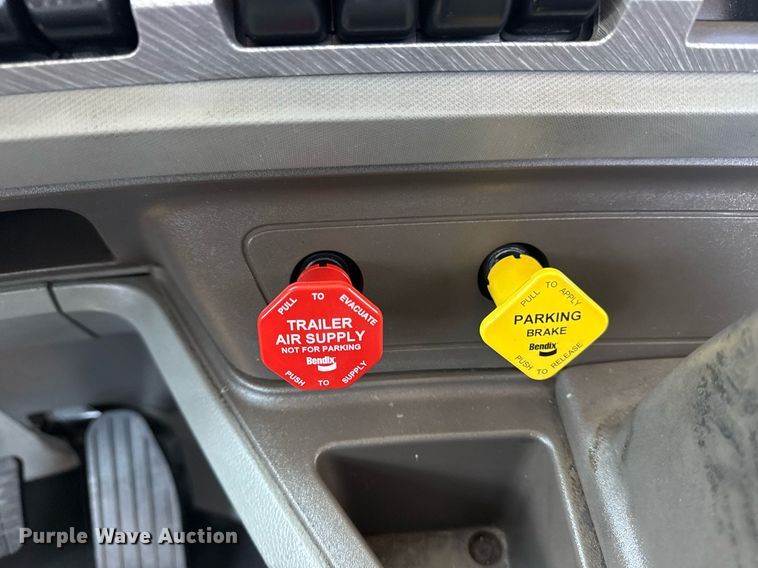 PULL TO EVACUATE
TRAILER
AIR SUPPLY
NOT FOR PARKING
Bendix
PUSH TO SUPPLY
PULL TO APPLY
PARKING
BRAKE
Bendix
PUSH TO RELEASE
Purple Wave Auction